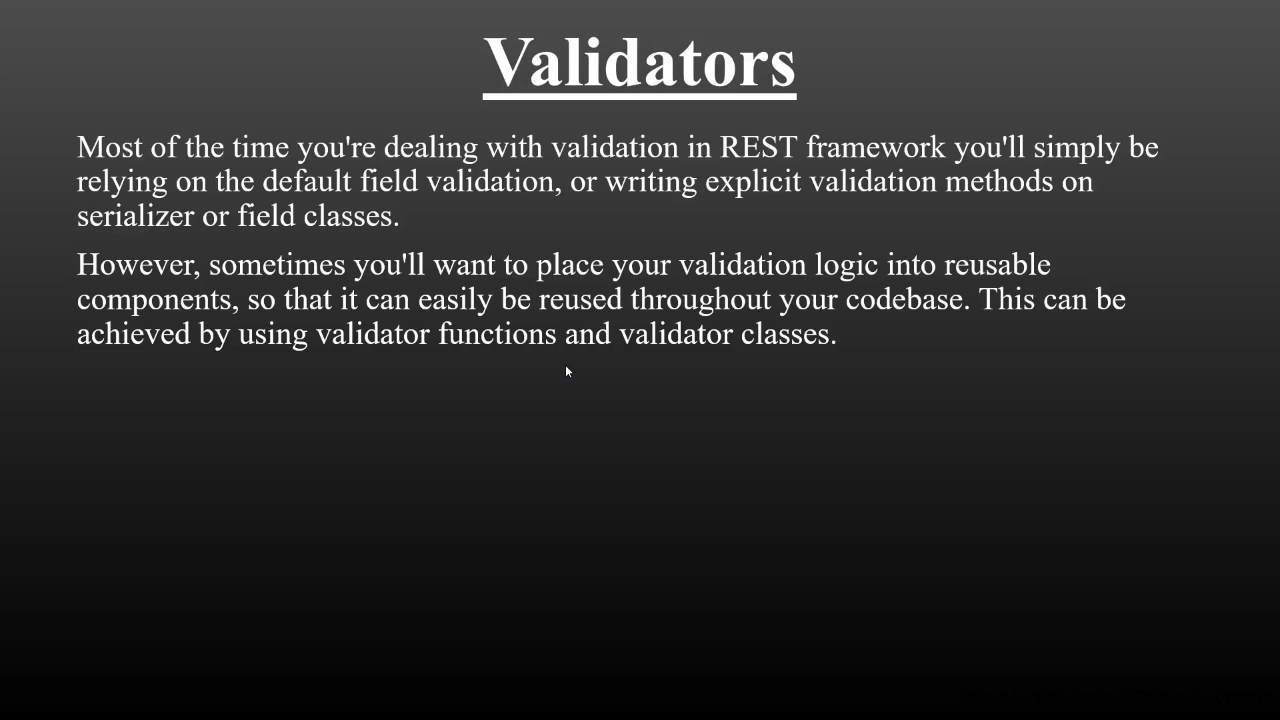 Validators
Most of the time you're dealing with validation in REST framework you'll simply be
relying on the default field validation, or writing explicit validation methods on
serializer or field classes.
However, sometimes you'll want to place your validation logic into reusable
components, so that it can easily be reused throughout your codebase. This can be
achieved by using validator functions and validator classes.